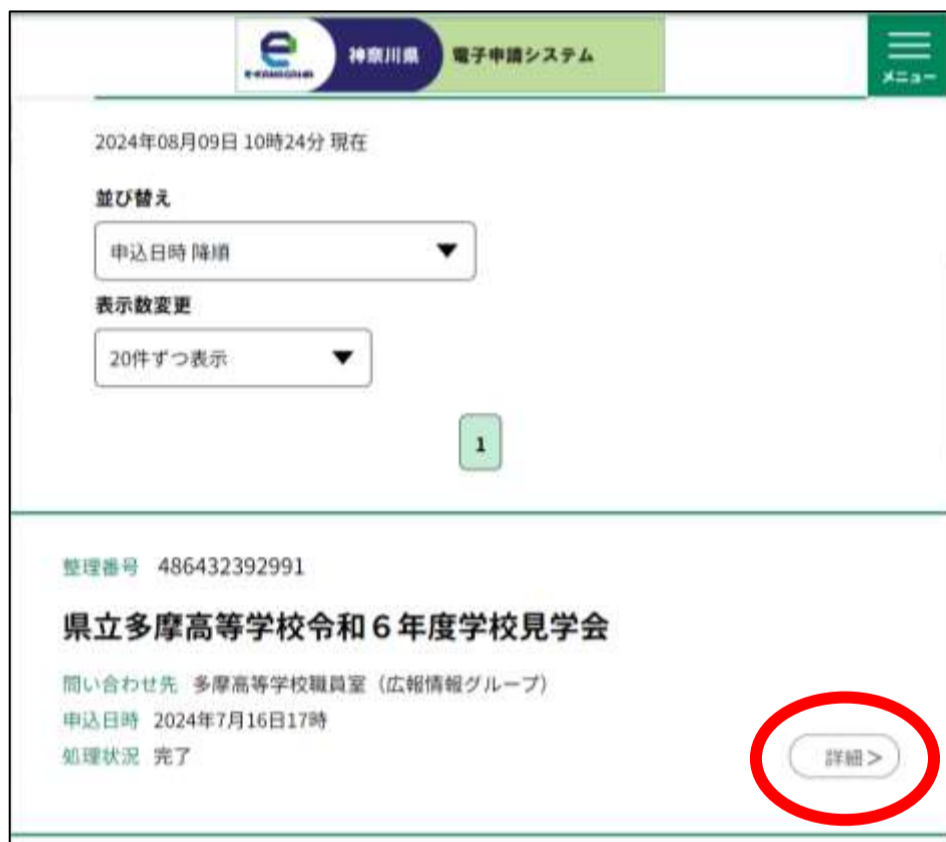 e-KANAGAWA
神奈川県 電子申請システム
メニュー
2024年08月09日 10時24分 現在
並び替え
申込日時 降順
表示数変更
20件ずつ表示
1
整理番号 486432392991
県立多摩高等学校令和６年度学校見学会
問い合わせ先 多摩高等学校職員室（広報情報グループ）
申込日時 2024年7月16日17時
処理状況 完了
詳細＞